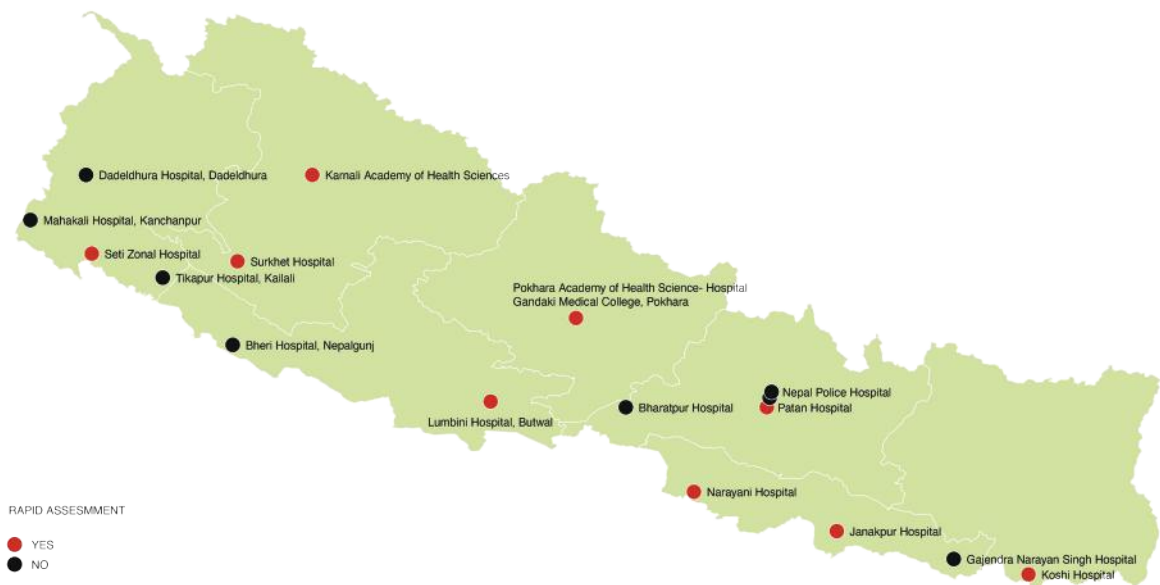 Dadeldhura Hospital, Dadeldhura
Karnali Academy of Health Sciences
Mahakali Hospital, Kanchanpur
Seti Zonal Hospital
Surkhet Hospital
Tikapur Hospital, Kailali
Pokhara Academy of Health Science- Hospital
Gandaki Medical College, Pokhara
Bheri Hospital, Nepalgunj
Nepal Police Hospital
Bharatpur Hospital
Patan Hospital
Lumbini Hospital, Butwal
Narayani Hospital
RAPID ASSESMMENT
Janakpur Hospital
YES
Gajendra Narayan Singh Hospital
NO
Koshi Hospital